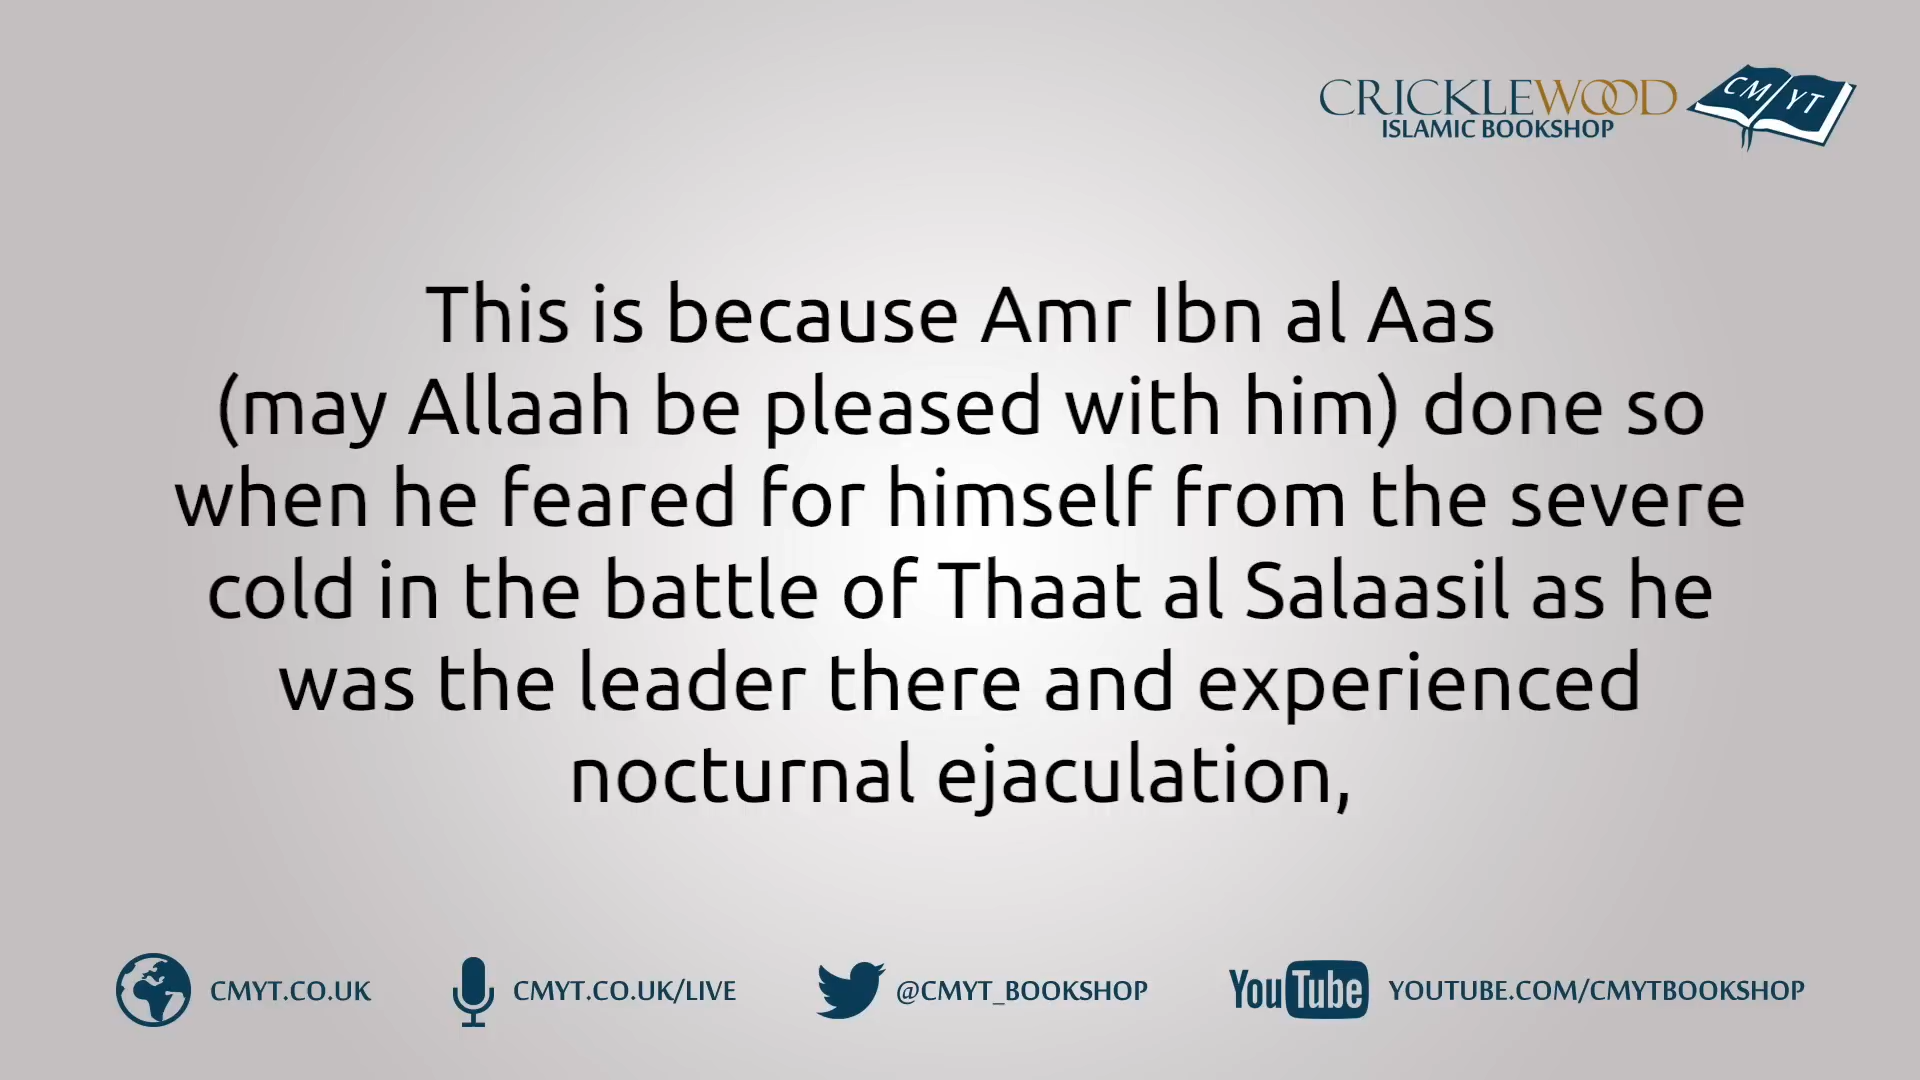 CRICKLEWOOD
ISLAMIC BOOKSHOP
CM YT
This is because Amr Ibn al Aas
(may Allaah be pleased with him) done so
when he feared for himself from the severe
cold in the battle of Thaat al Salaasil as he
was the leader there and experienced
nocturnal ejaculation,
CMYT.CO.UK
CMYT.CO.UK/LIVE
@CMYT_BOOKSHOP
YouTube
YOUTUBE.COM/CMYTBOOKSHOP